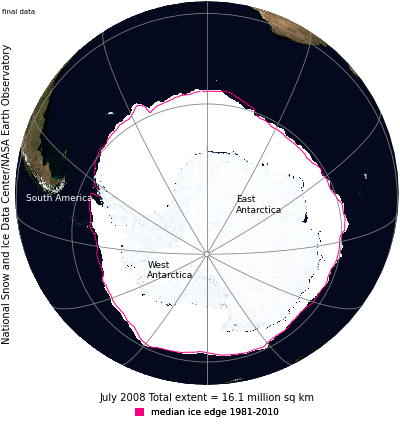 final data
National Snow and Ice Data Center/NASA Earth Observatory
South America
East
Antarctica
West
Antarctica
July 2008 Total extent = 16.1 million sq km
median ice edge 1981-2010